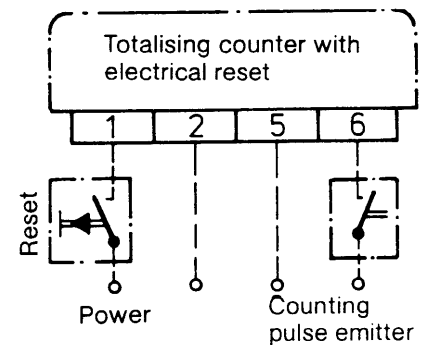 Totalising counter with
electrical reset
1 2 5 6
Reset
Power
Counting
pulse emitter